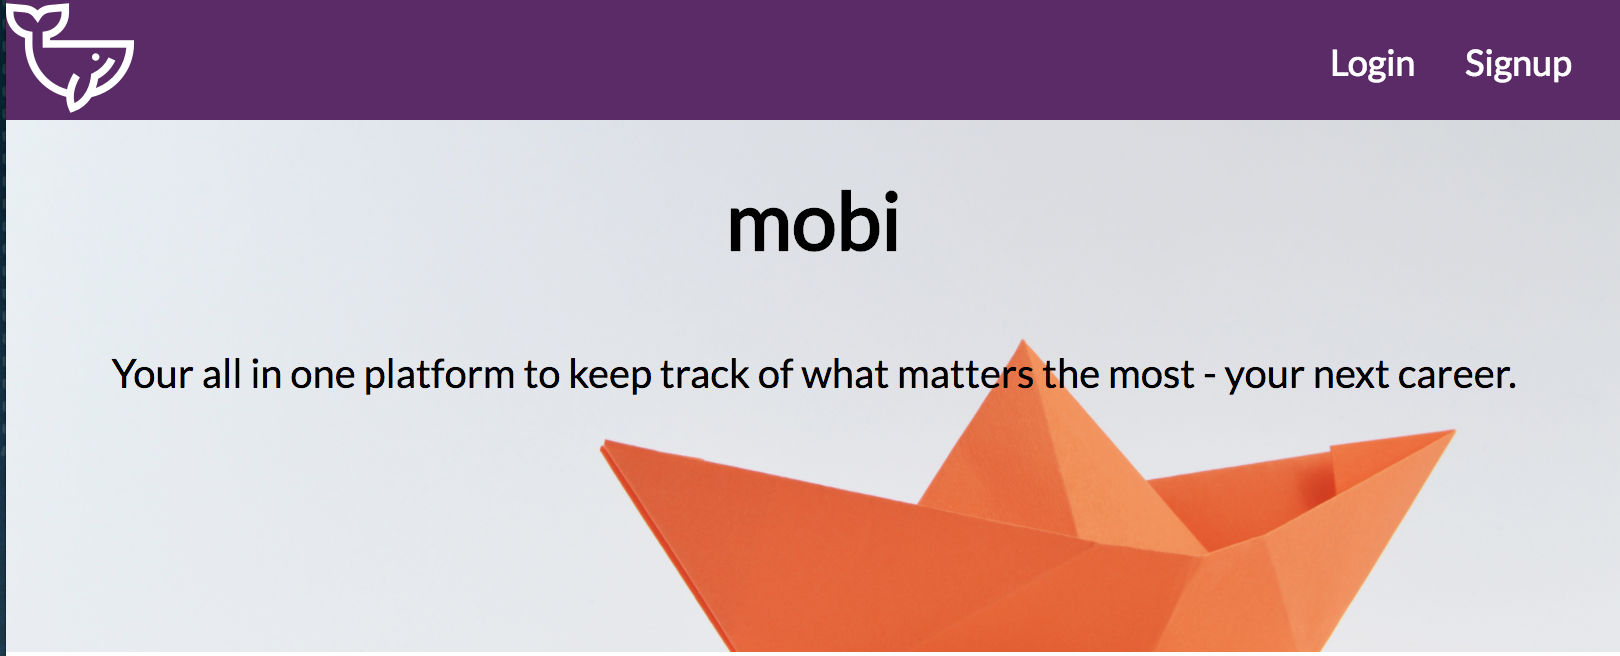 Login Signup
mobi
Your all in one platform to keep track of what matters the most - your next career.